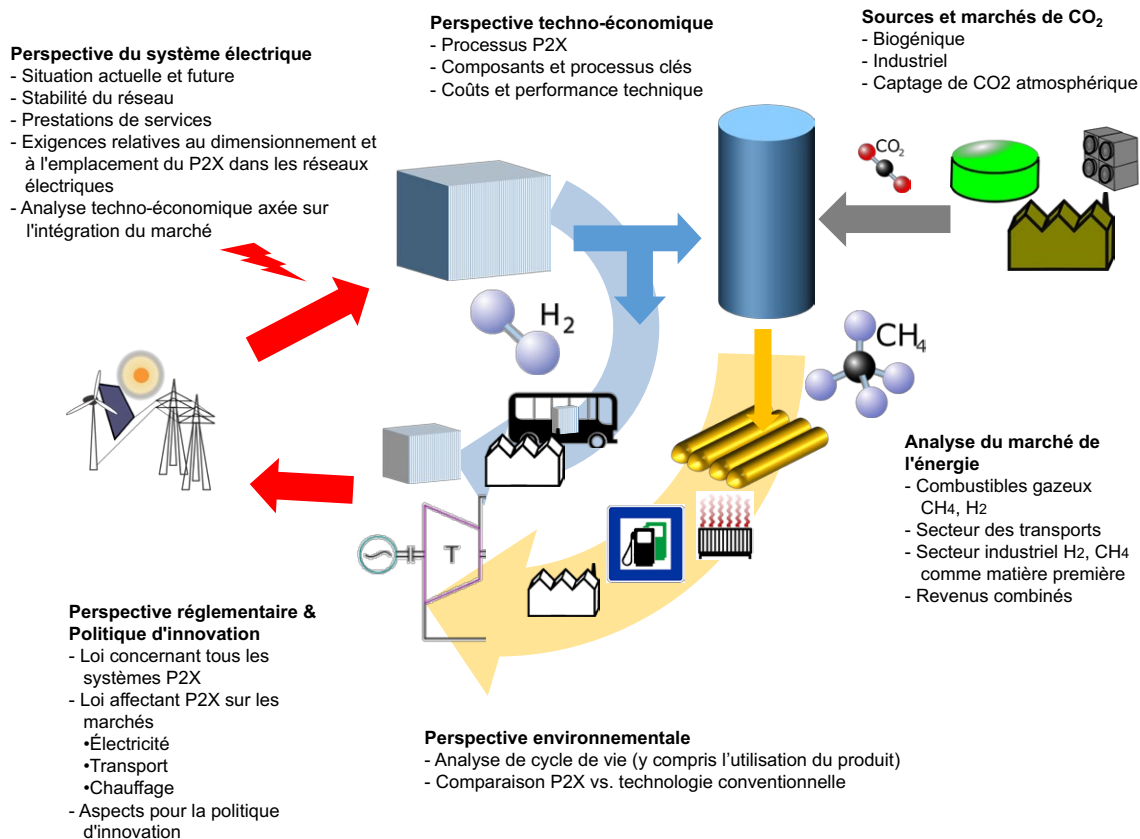 Perspective du système électrique
- Situation actuelle et future
- Stabilité du réseau
- Prestations de services
- Exigences relatives au dimensionnement et
à l'emplacement du P2X dans les réseaux
électriques
- Analyse techno-économique axée sur
l'intégration du marché
Perspective techno-économique
- Processus P2X
- Composants et processus clés
- Coûts et performance technique
Sources et marchés de CO2
- Biogénique
- Industriel
- Captage de CO2 atmosphérique
CO2
H2
CH4
T
Analyse du marché de
l'énergie
- Combustibles gazeux
CH4, H2
- Secteur des transports
- Secteur industriel H2, CH4
comme matière première
- Revenus combinés
Perspective réglementaire &
Politique d'innovation
- Loi concernant tous les
systèmes P2X
- Loi affectant P2X sur les
marchés
•Électricité
•Transport
•Chauffage
- Aspects pour la politique
d'innovation
Perspective environnementale
- Analyse de cycle de vie (y compris l’utilisation du produit)
- Comparaison P2X vs. technologie conventionnelle